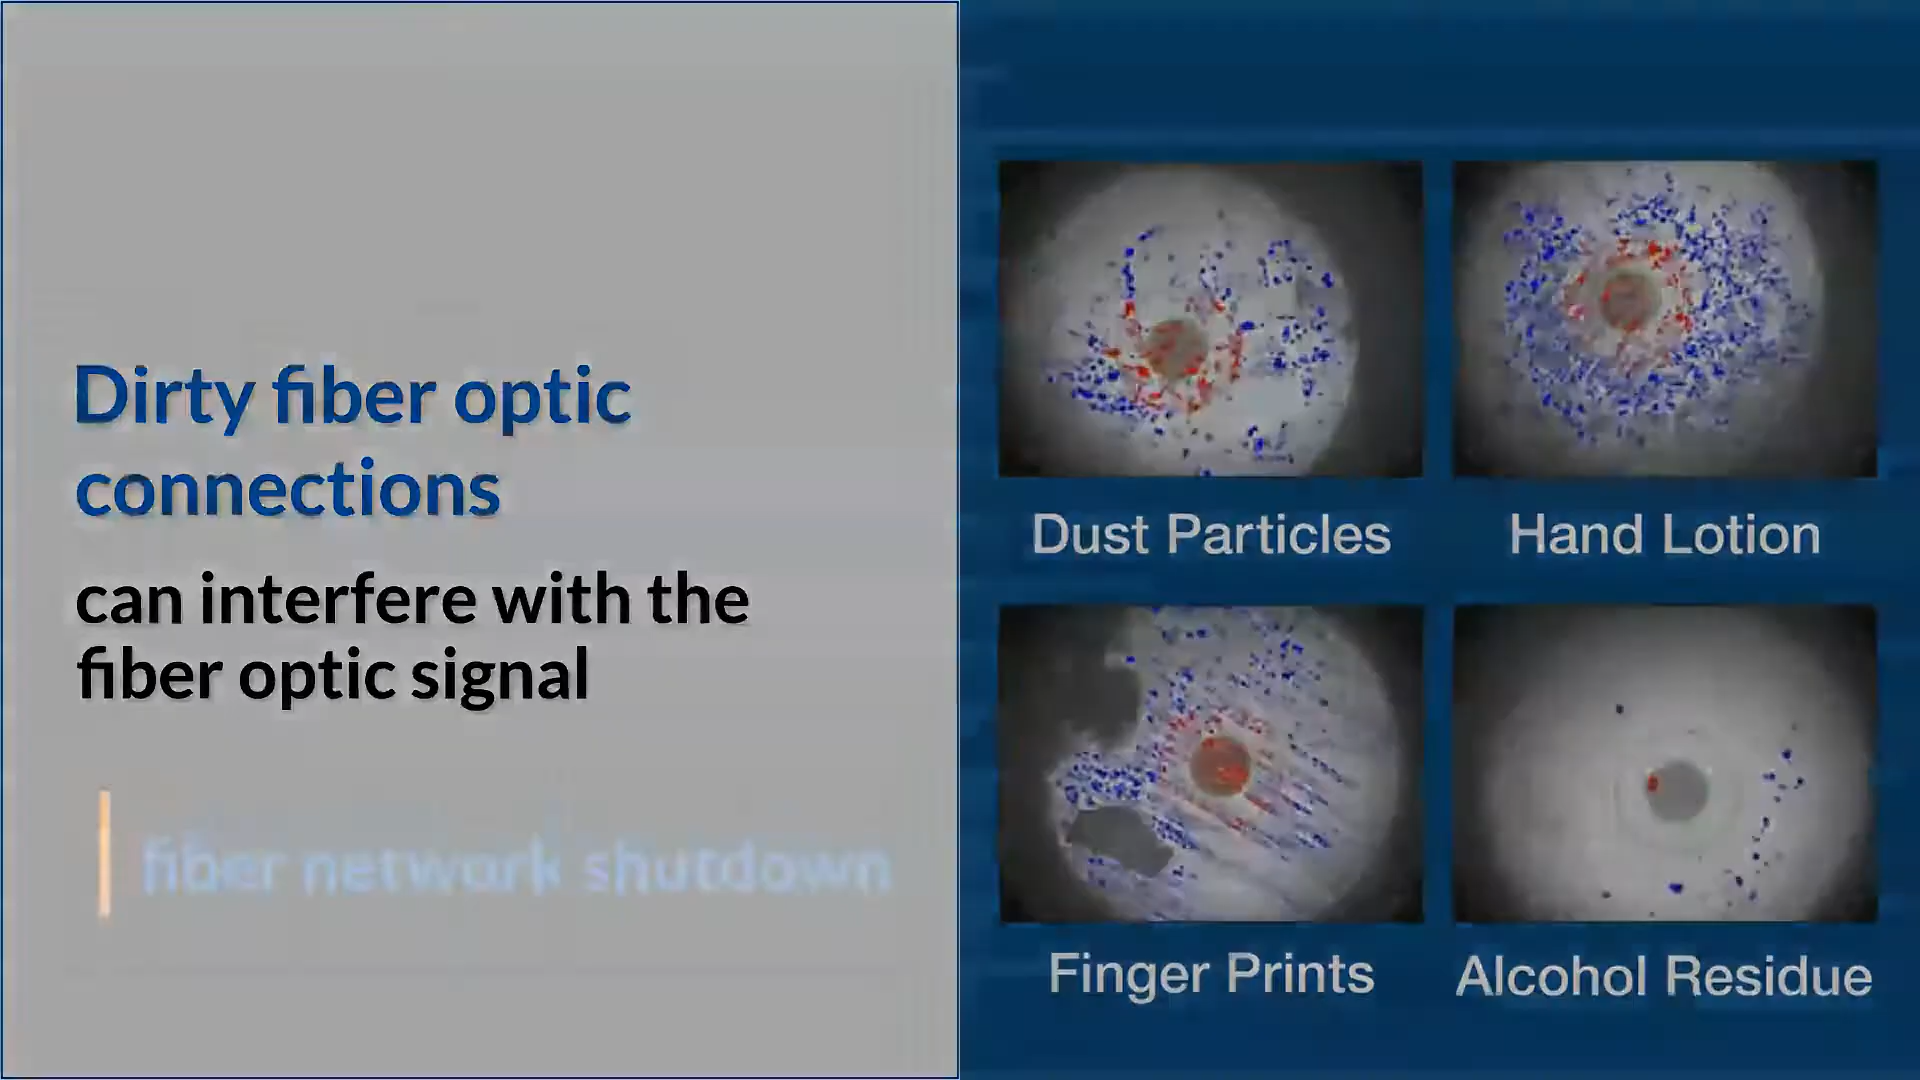 Dirty fiber optic
connections
can interfere with the
fiber optic signal
fiber network shutdown
Dust Particles
Hand Lotion
Finger Prints
Alcohol Residue